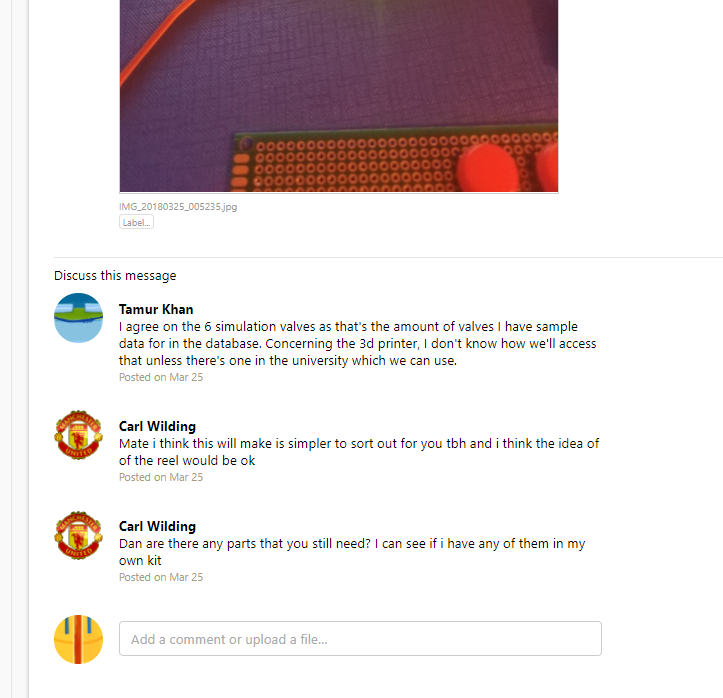 IMG_20180325_005235.jpg
Label...
Discuss this message
Tamur Khan
I agree on the 6 simulation valves as that's the amount of valves I have sample
data for in the database. Concerning the 3d printer, I don't know how we'll access
that unless there's one in the university which we can use.
Posted on Mar 25
MANCHESTER
UNITED
Carl Wilding
Mate i think this will make is simpler to sort out for you tbh and i think the idea of
of the reel would be ok
Posted on Mar 25
MANCHESTER
UNITED
Carl Wilding
Dan are there any parts that you still need? I can see if i have any of them in my
own kit
Posted on Mar 25
Add a comment or upload a file...